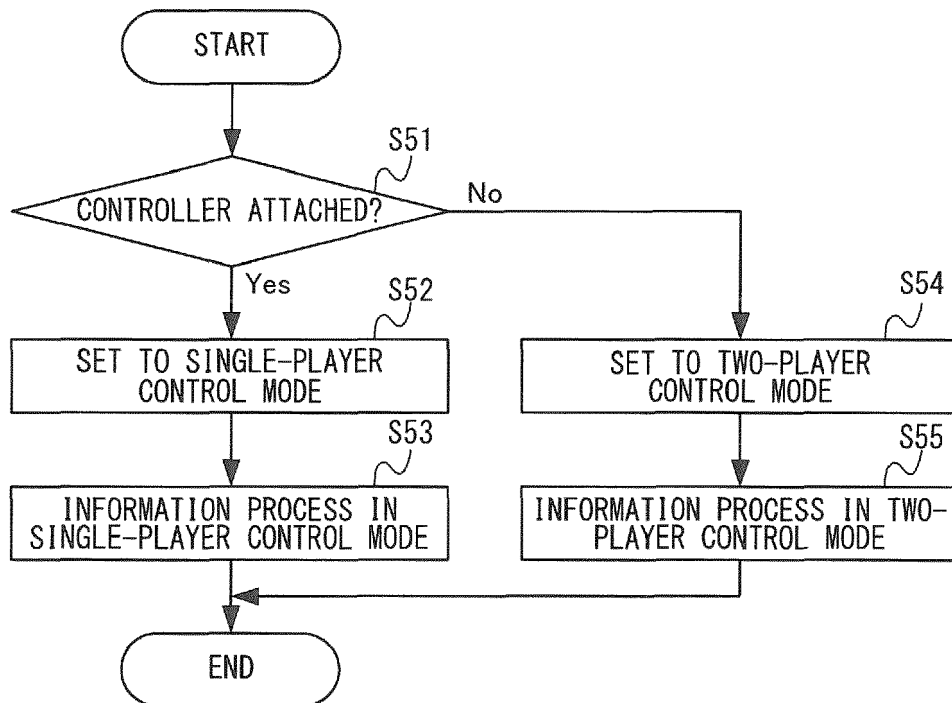 START
S51
CONTROLLER ATTACHED?
No
Yes
S52
SET TO SINGLE-PLAYER
CONTROL MODE
S54
SET TO TWO-PLAYER
CONTROL MODE
S53
INFORMATION PROCESS IN
SINGLE-PLAYER CONTROL MODE
S55
INFORMATION PROCESS IN TWO-
PLAYER CONTROL MODE
END